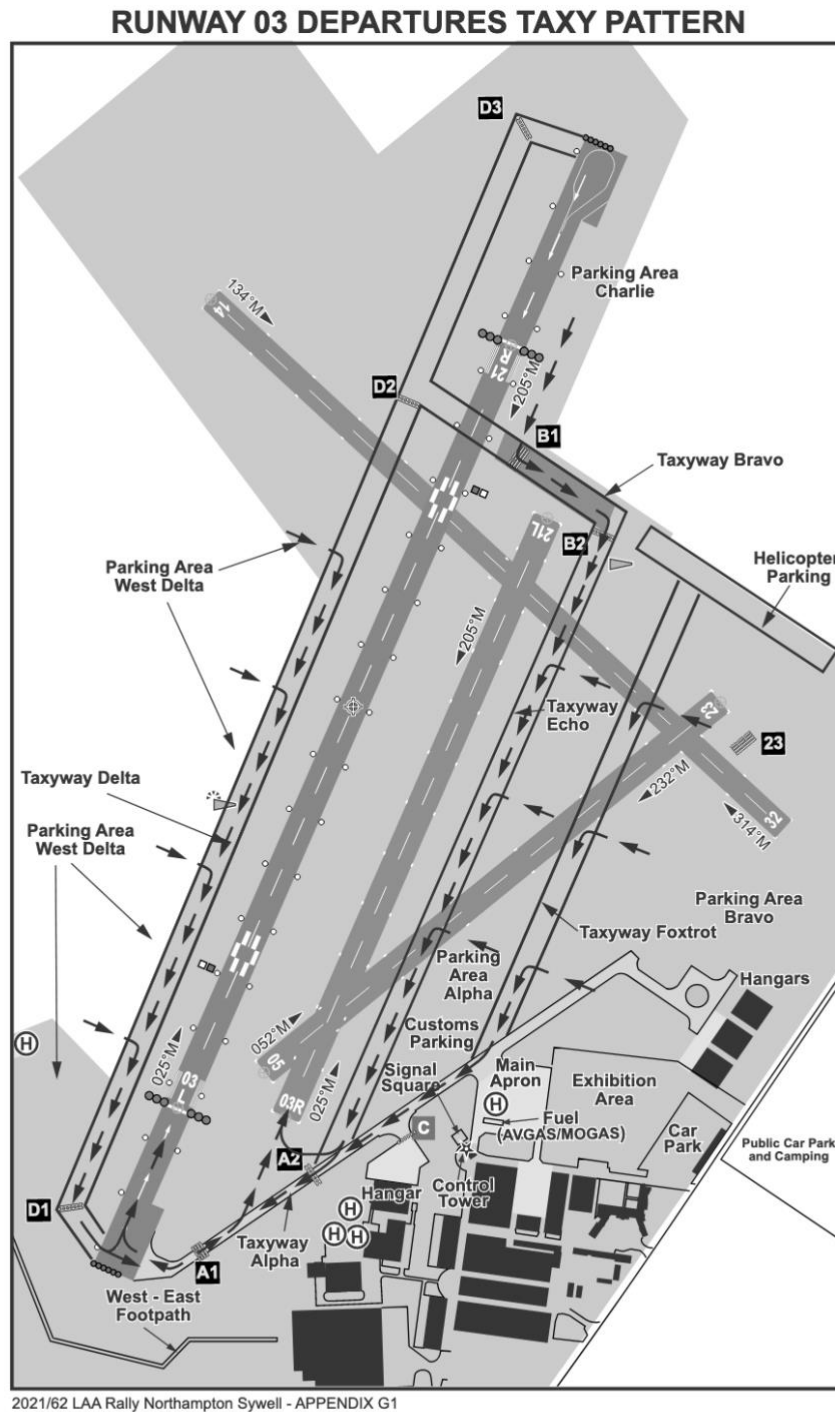 RUNWAY 03 DEPARTURES TAXY PATTERN
D3
Parking Area
Charlie
134°M
14
21
R
205°M
D2
B1
Taxyway Bravo
21L
B2
Helicopter
Parking
Parking Area
West Delta
205°M
Taxyway
Echo
23
23
232°M
Taxyway Delta
32
314°M
Parking Area
West Delta
Parking Area
Bravo
Taxyway Foxtrot
Parking
Area
Alpha
Hangars
H
052°M
Customs
Parking
025°M
05
Signal
Square
Main
Apron
Exhibition
Area
03
L
03R
025°M
H
Fuel
(AVGAS/MOGAS)
C
Car
Park
Public Car Park
and Camping
A2
Hangar
Control
Tower
D1
H
H
H
Taxyway
Alpha
A1
West - East
Footpath
2021/62 LAA Rally Northampton Sywell - APPENDIX G1